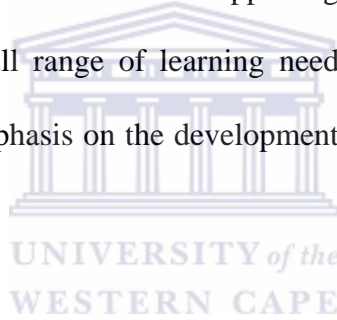 ll range of learning need
phasis on the development
UNIVERSITY of the
WESTERN CAPE